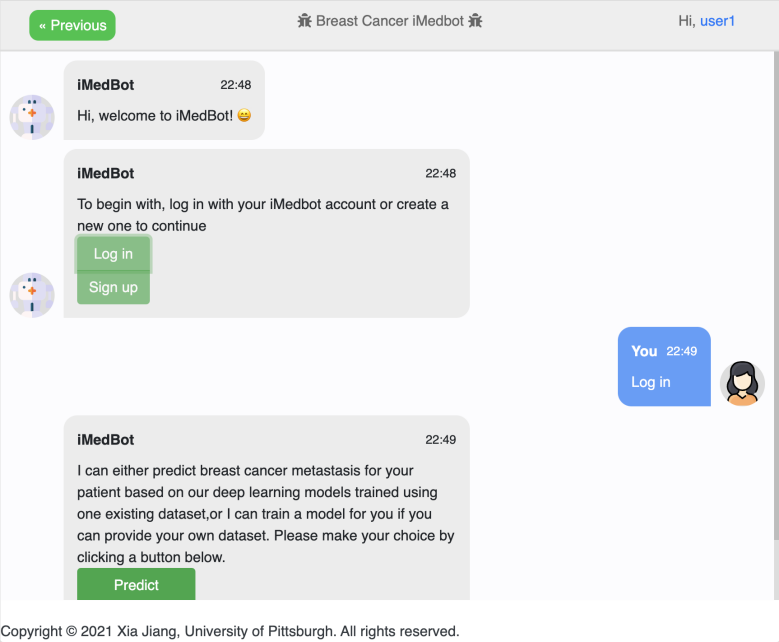 « Previous
Breast Cancer iMedbot
Hi, user1
iMedBot 22:48
Hi, welcome to iMedBot! 😄
iMedBot 22:48
To begin with, log in with your iMedbot account or create a
new one to continue
Log in
Sign up
You 22:49
Log in
iMedBot 22:49
I can either predict breast cancer metastasis for your
patient based on our deep learning models trained using
one existing dataset,or I can train a model for you if you
can provide your own dataset. Please make your choice by
clicking a button below.
Predict
Copyright © 2021 Xia Jiang, University of Pittsburgh. All rights reserved.